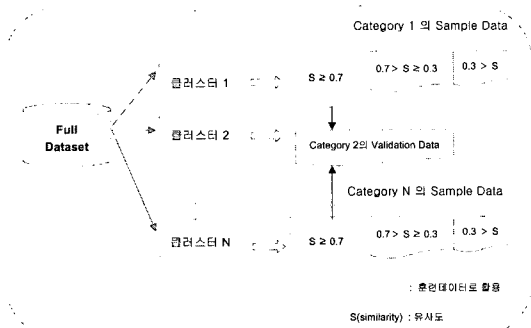 Category 1 의 Sample Data
클러스터 1
S ≥ 0.7
0.7 > S ≥ 0.3
0.3 > S
Full
Dataset
클러스터 2
Category 2의 Validation Data
Category N 의 Sample Data
클러스터 N
S ≥ 0.7
0.7 > S ≥ 0.3
0.3 > S
: 훈련데이터로 활용
S(similarity) : 유사도